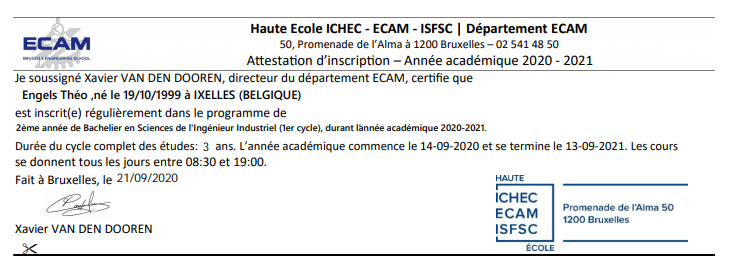 ECAM
BRUSSELS ENGINEERING SCHOOL
Haute Ecole ICHEC - ECAM - ISFSC | Département ECAM
50, Promenade de l'Alma à 1200 Bruxelles – 02 541 48 50
Attestation d'inscription – Année académique 2020 - 2021
Je soussigné Xavier VAN DEN DOOREN, directeur du département ECAM, certifie que
Engels Théo ,né le 19/10/1999 à IXELLES (BELGIQUE)
est inscrit(e) régulièrement dans le programme de
2ème année de Bachelier en Sciences de l'Ingénieur Industriel (1er cycle), durant l'année académique 2020-2021.
Durée du cycle complet des études: 3 ans. L'année académique commence le 14-09-2020 et se termine le 13-09-2021. Les cours
se donnent tous les jours entre 08:30 et 19:00.
Fait à Bruxelles, le 21/09/2020
Xavier VAN DEN DOOREN
HAUTE
ICHEC
ECAM
ISFSC
ÉCOLE
Promenade de l'Alma 50
1200 Bruxelles